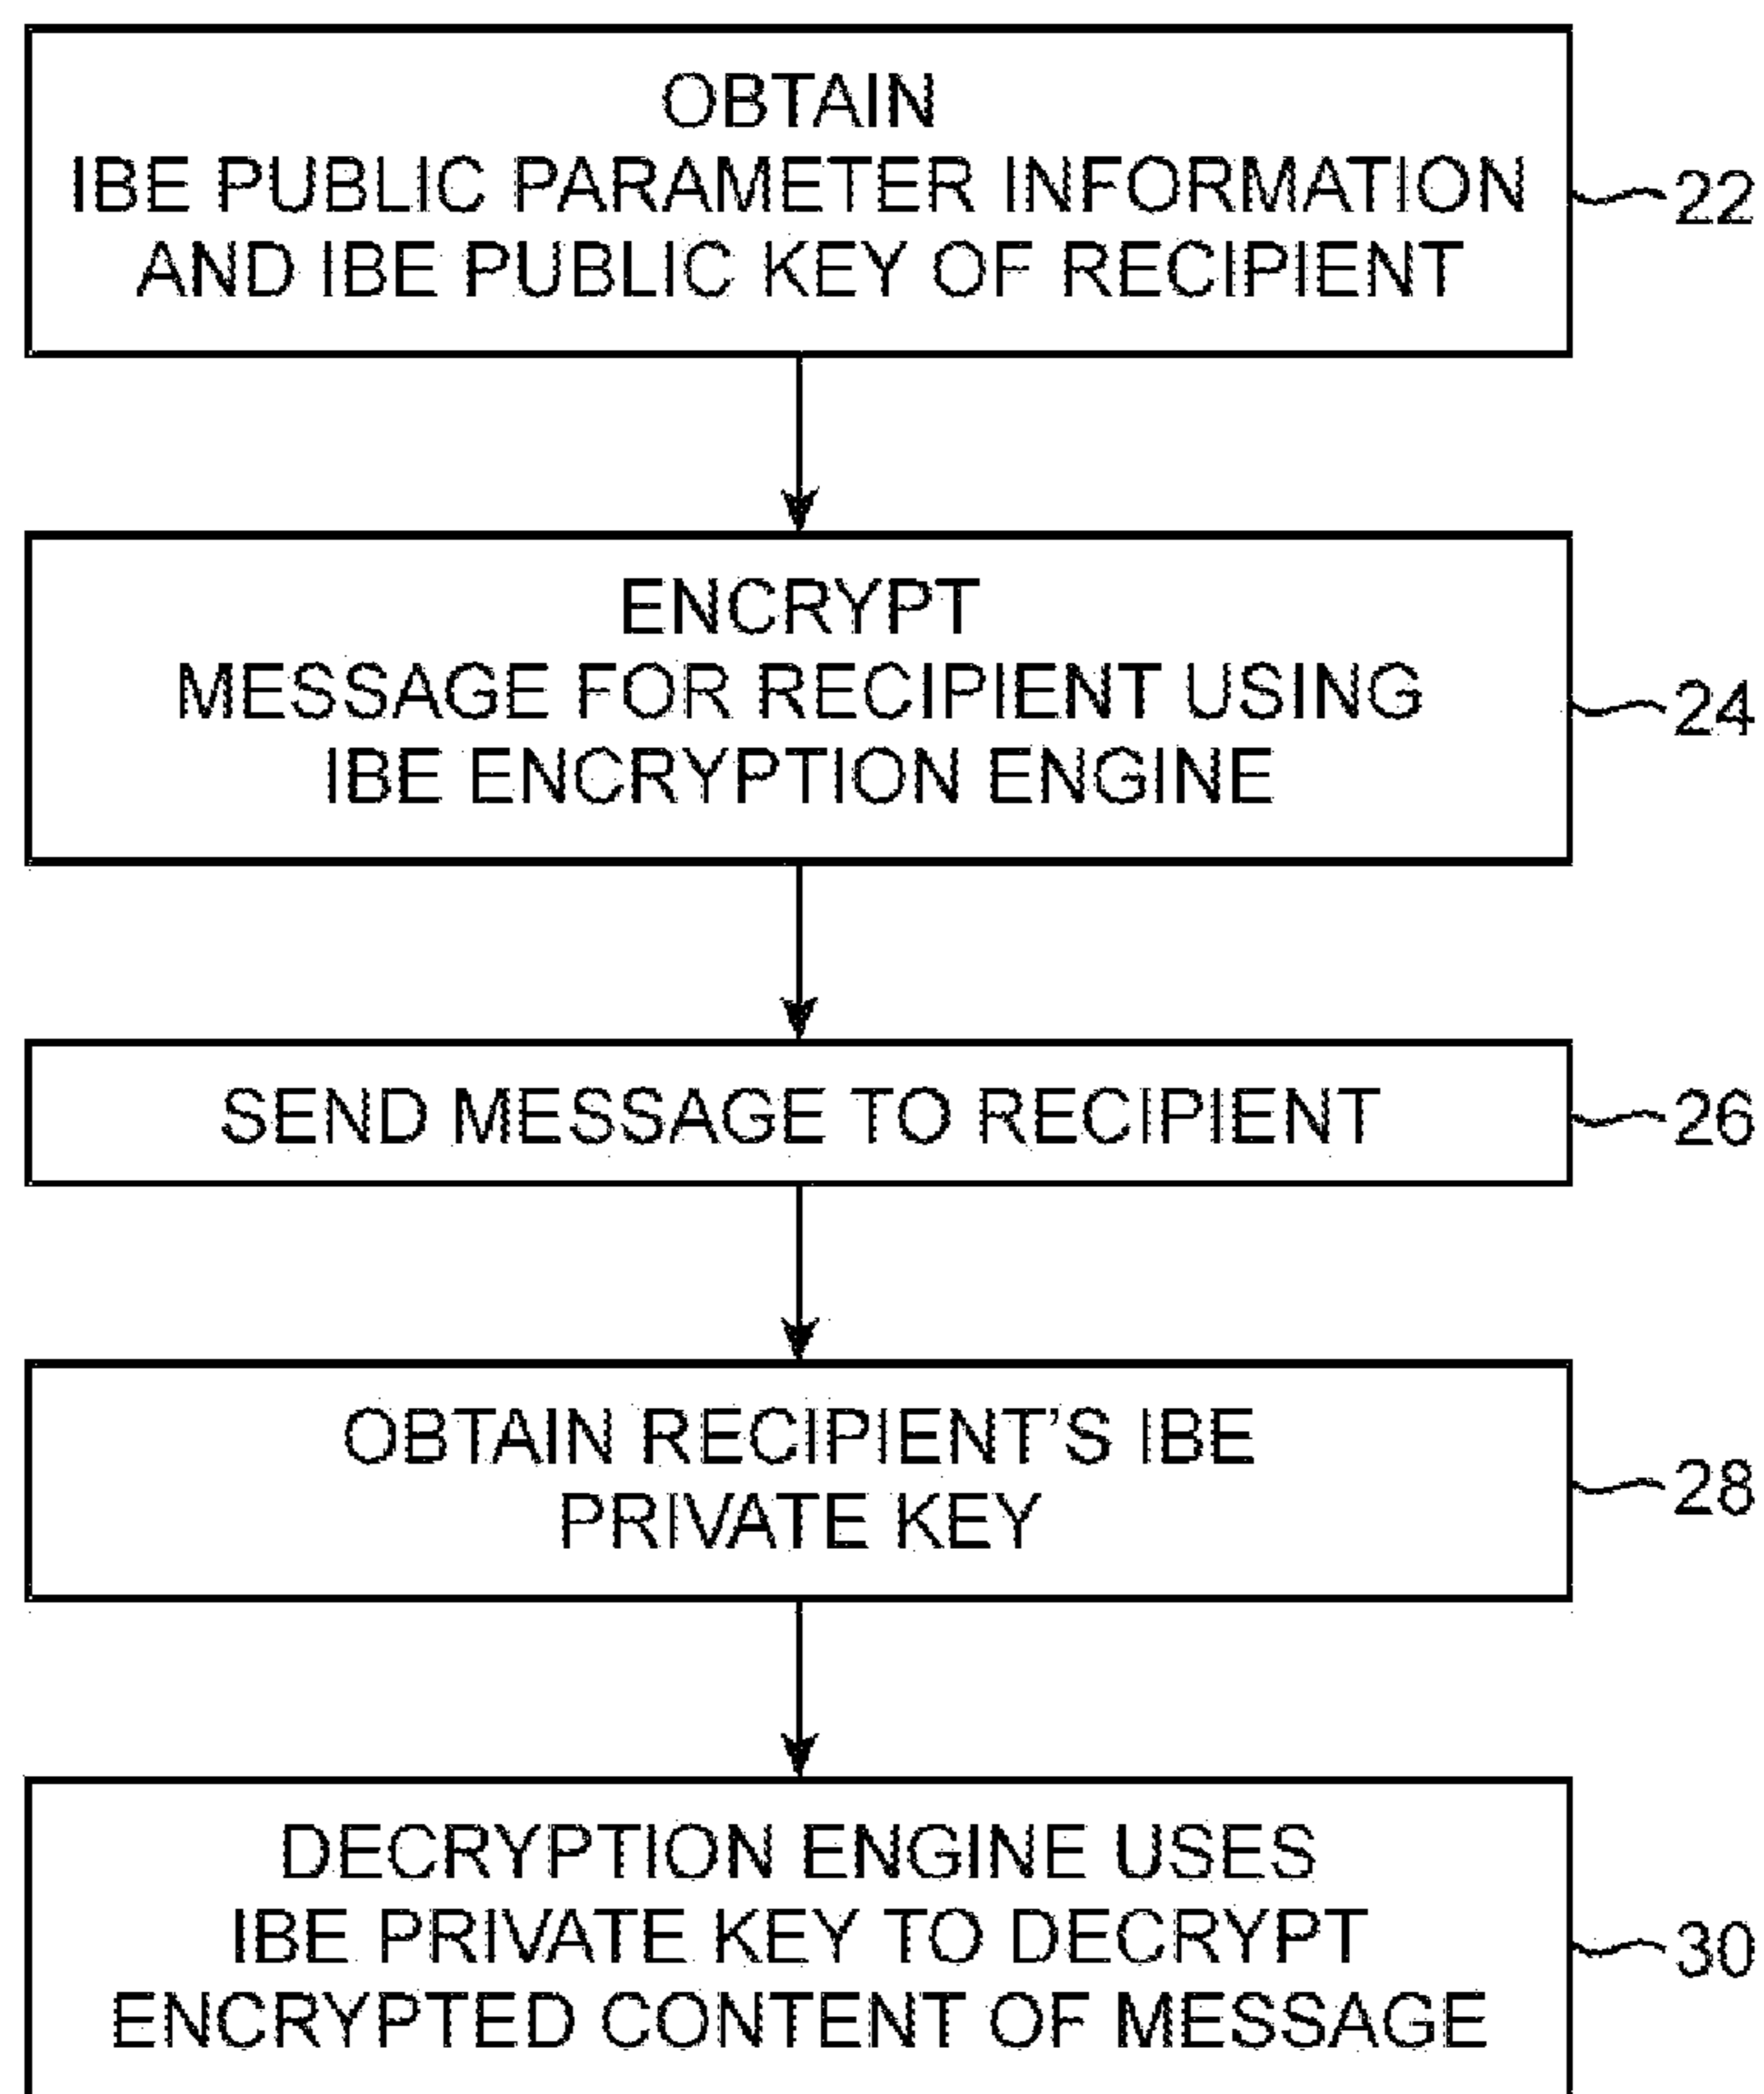 OBTAIN
IBE PUBLIC PARAMETER INFORMATION
AND IBE PUBLIC KEY OF RECIPIENT
22
ENCRYPT
MESSAGE FOR RECIPIENT USING
IBE ENCRYPTION ENGINE
24
SEND MESSAGE TO RECIPIENT
26
OBTAIN RECIPIENT'S IBE
PRIVATE KEY
28
DECRYPTION ENGINE USES
IBE PRIVATE KEY TO DECRYPT
ENCRYPTED CONTENT OF MESSAGE
30